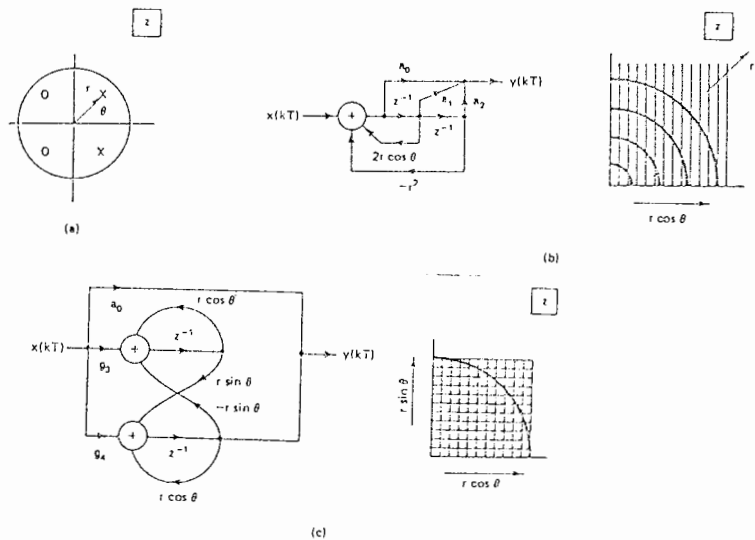 z
r
θ
O
X
O
X
(a)
x(kT)
+
a₀
z⁻¹
a₁
a₂
z⁻¹
y(kT)
2r cos θ
−r²
z
r
r cos θ
(b)
r cos θ
a₀
x(kT)
+
z⁻¹
g₃
r sin θ
−r sin θ
y(kT)
+
z⁻¹
g₄
r cos θ
z
r sin θ
r cos θ
(c)